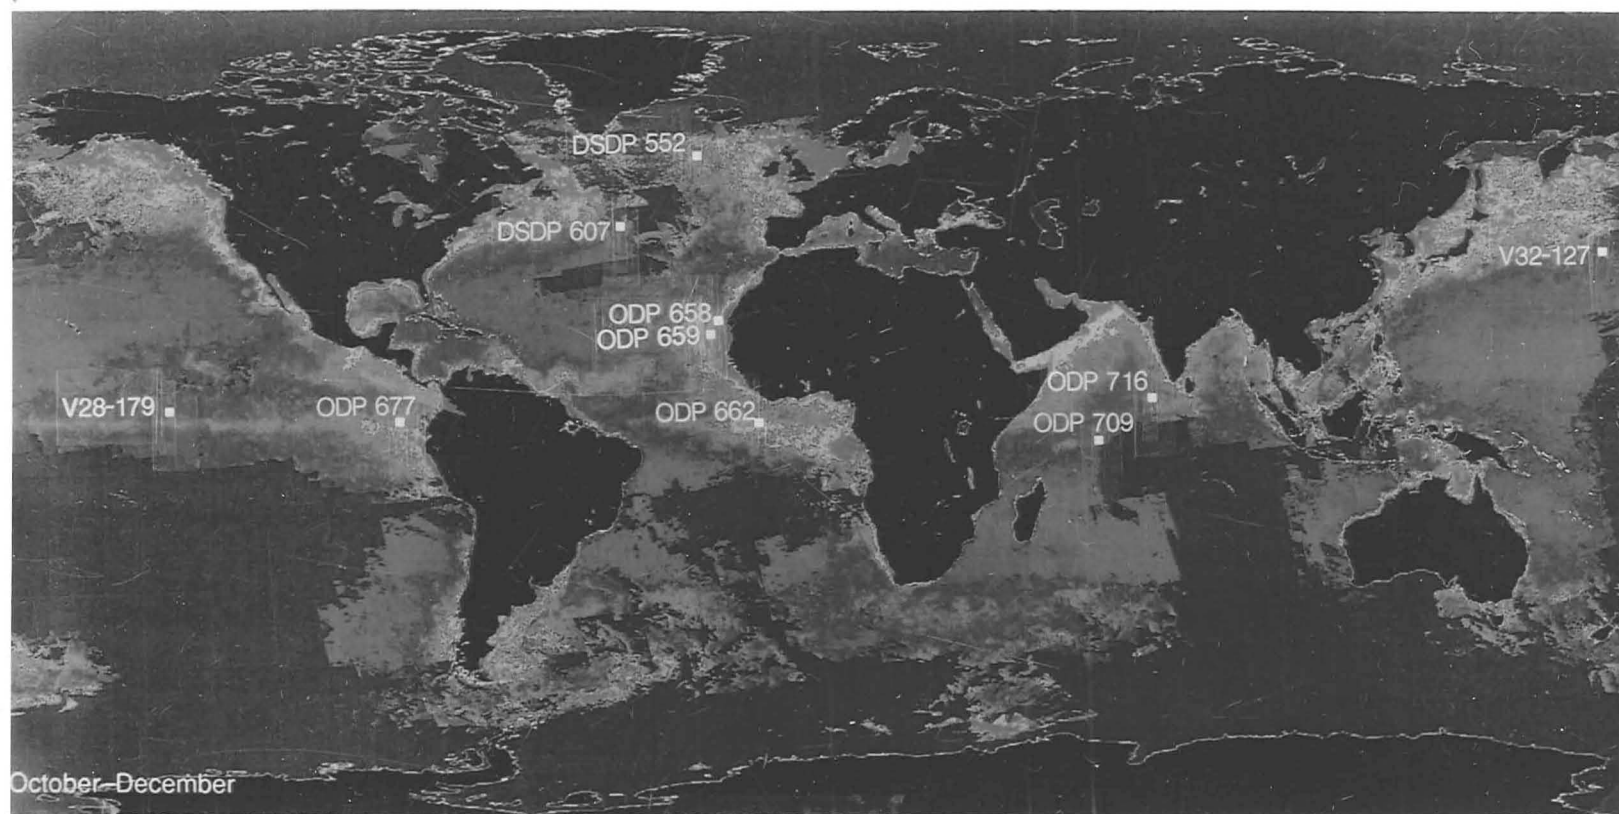 DSDP 552
DSDP 607
V32-127
ODP 658
ODP 659
ODP 716
V28-179
ODP 677
ODP 662
ODP 709
October–December